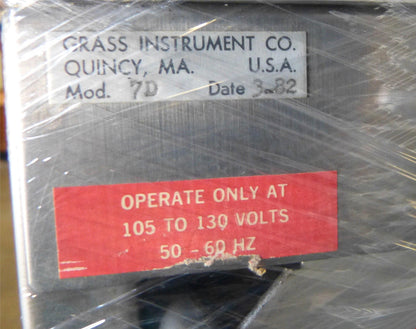 GRASS INSTRUMENT CO.
QUINCY, MA. U.S.A.
Mod. 7D Date 3-82
OPERATE ONLY AT
105 TO 130 VOLTS
50 - 60 HZ